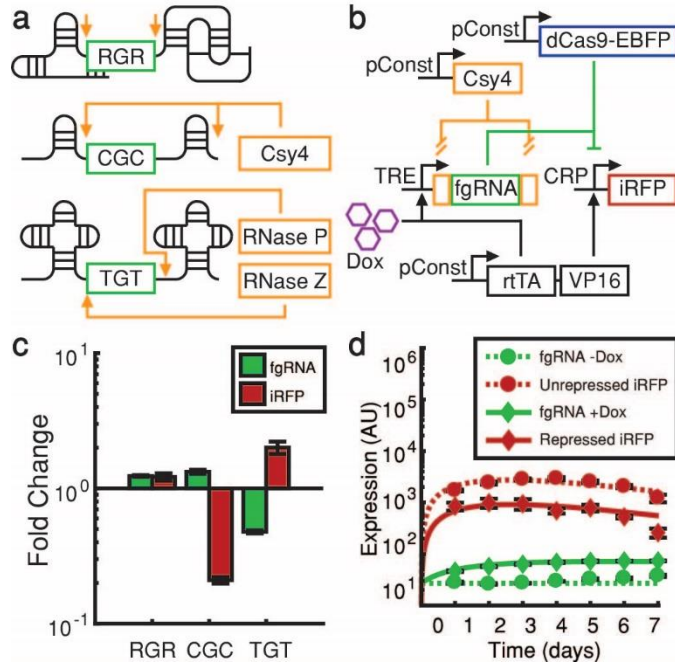 a
RGR
CGC
Csy4
TGT
RNase P
RNase Z
b
pConst
dCas9-EBFP
pConst
Csy4
TRE
fgRNA
CRP
iRFP
Dox
pConst
rtTA
VP16
c
10¹
10⁰
10⁻¹
Fold Change
fgRNA
iRFP
RGR CGC TGT
d
10⁶
10⁵
10⁴
10³
10²
10¹
Expression (AU)
fgRNA -Dox
Unrepressed iRFP
fgRNA +Dox
Repressed iRFP
0 1 2 3 4 5 6 7
Time (days)